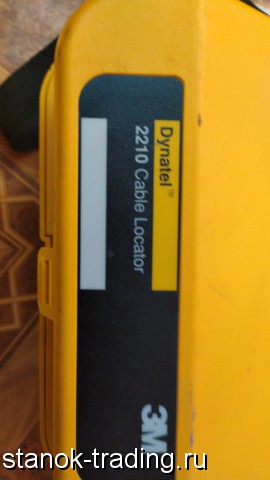 Dynatel™
2210 Cable Locator
3M
stanok-trading.ru